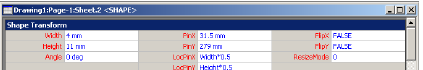 Drawing1:Page-1:Sheet.2 <SHAPE>
Shape Transform
Width 4 mm PinX 31.5 mm FlipX FALSE
Height 11 mm PinY 279 mm FlipY FALSE
Angle 0 deg LocPinX Width*0.5 ResizeMode 0
LocPinY Height*0.5